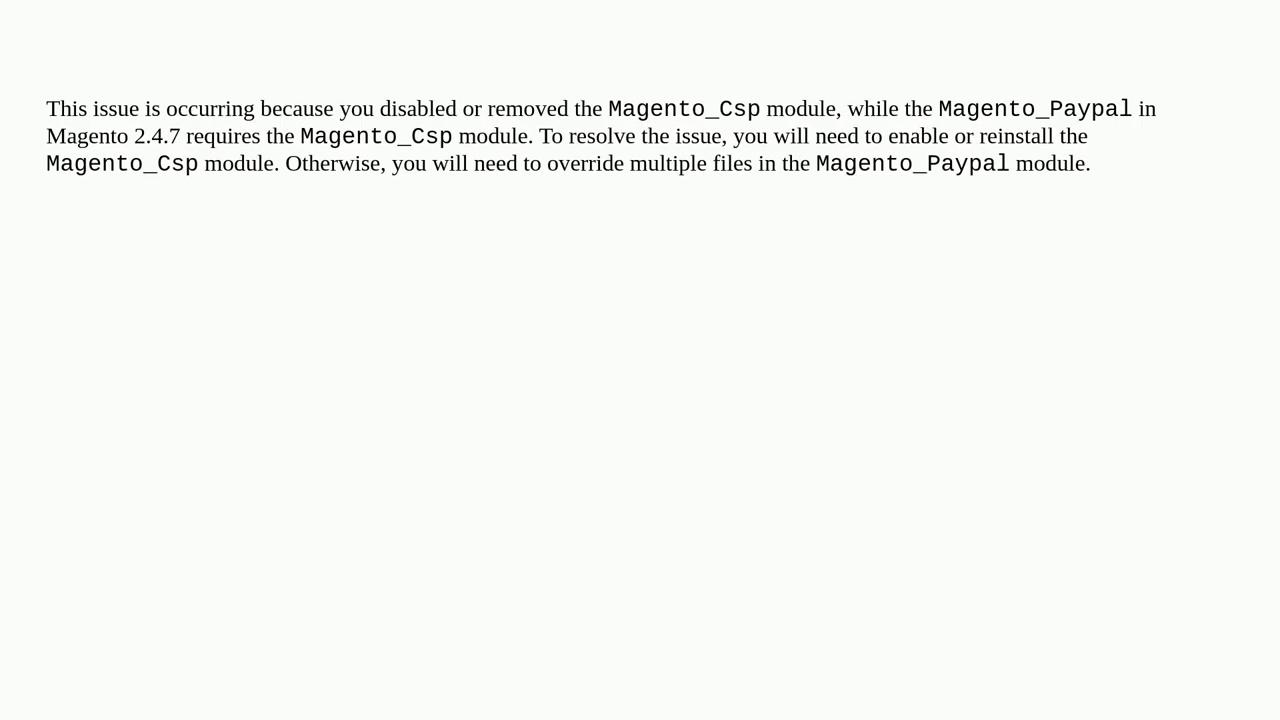 This issue is occurring because you disabled or removed the Magento_Csp module, while the Magento_Paypal in
Magento 2.4.7 requires the Magento_Csp module. To resolve the issue, you will need to enable or reinstall the
Magento_Csp module. Otherwise, you will need to override multiple files in the Magento_Paypal module.